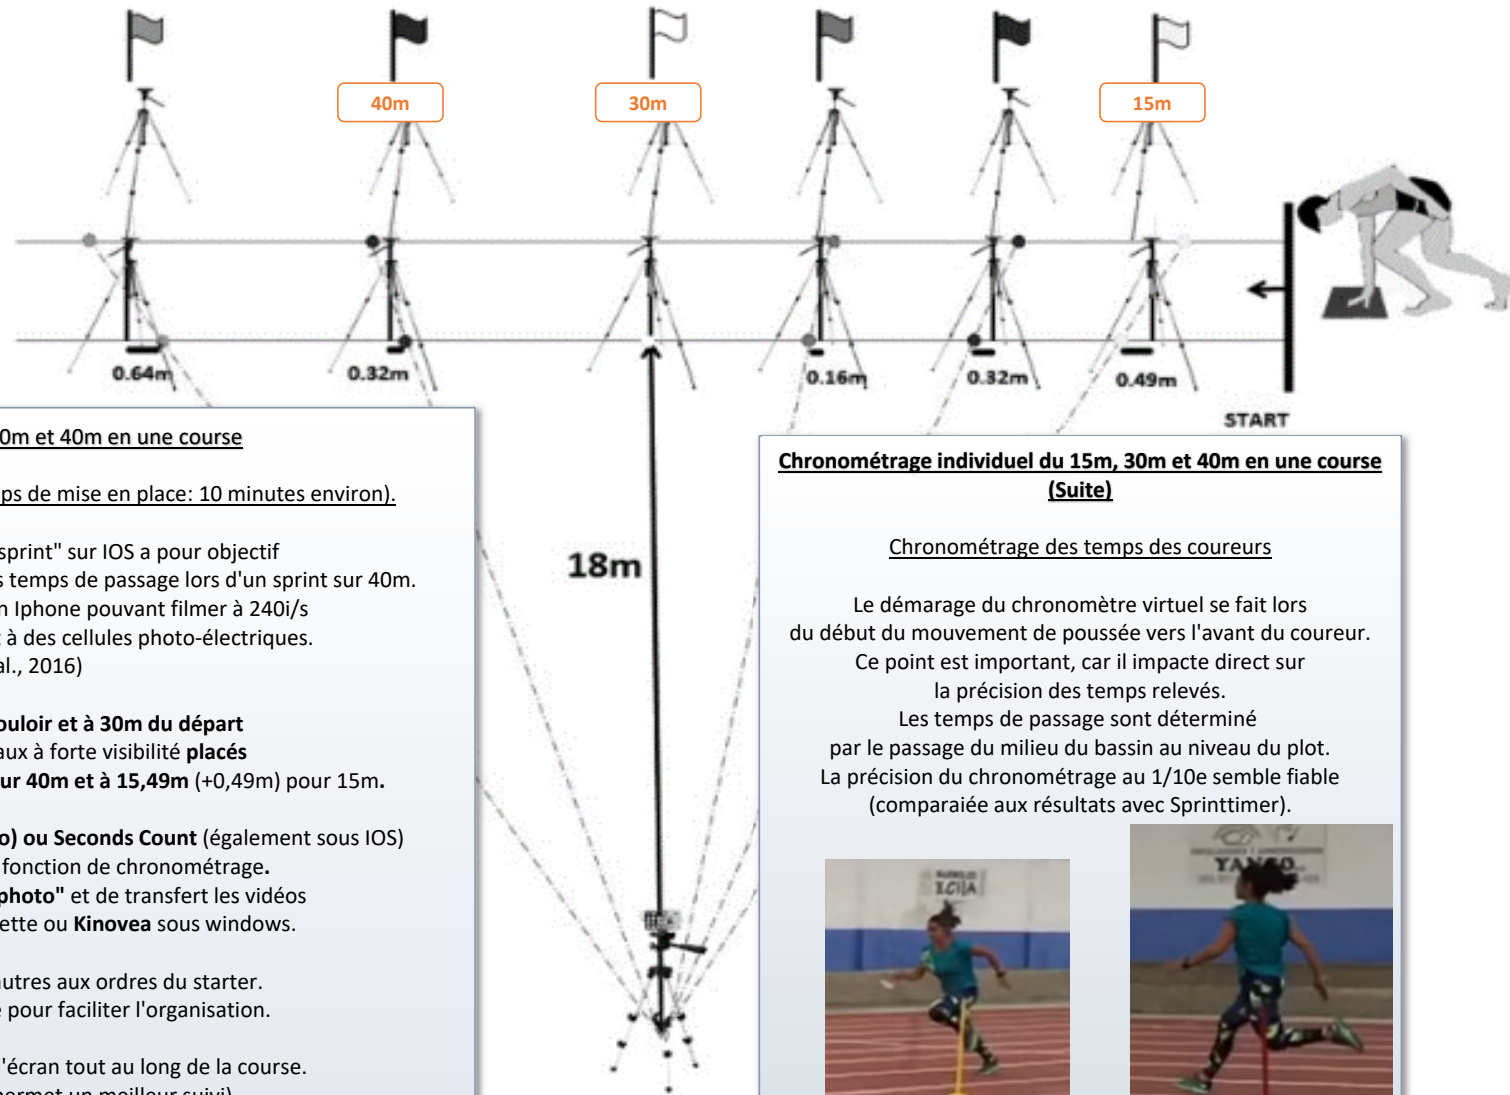 40m
30m
15m
0.64m
0.32m
0.16m
0.32m
0.49m
START
18m
0m et 40m en une course
ps de mise en place: 10 minutes environ).
sprint" sur IOS a pour objectif
s temps de passage lors d'un sprint sur 40m.
n Iphone pouvant filmer à 240i/s
t à des cellules photo-électriques.
al., 2016)
ouloir et à 30m du départ
aux à forte visibilité placés
ur 40m et à 15,49m (+0,49m) pour 15m.
o) ou Seconds Count (également sous IOS)
fonction de chronométrage.
photo" et de transfert les vidéos
ette ou Kinovea sous windows.
autres aux ordres du starter.
e pour faciliter l'organisation.
l'écran tout au long de la course.
permet un meilleur suivi)
Chronométrage individuel du 15m, 30m et 40m en une course
(Suite)
Chronométrage des temps des coureurs
Le démarage du chronomètre virtuel se fait lors
du début du mouvement de poussée vers l'avant du coureur.
Ce point est important, car il impacte direct sur
la précision des temps relevés.
Les temps de passage sont déterminé
par le passage du milieu du bassin au niveau du plot.
La précision du chronométrage au 1/10e semble fiable
(comparaiée aux résultats avec Sprinttimer).
YANGO